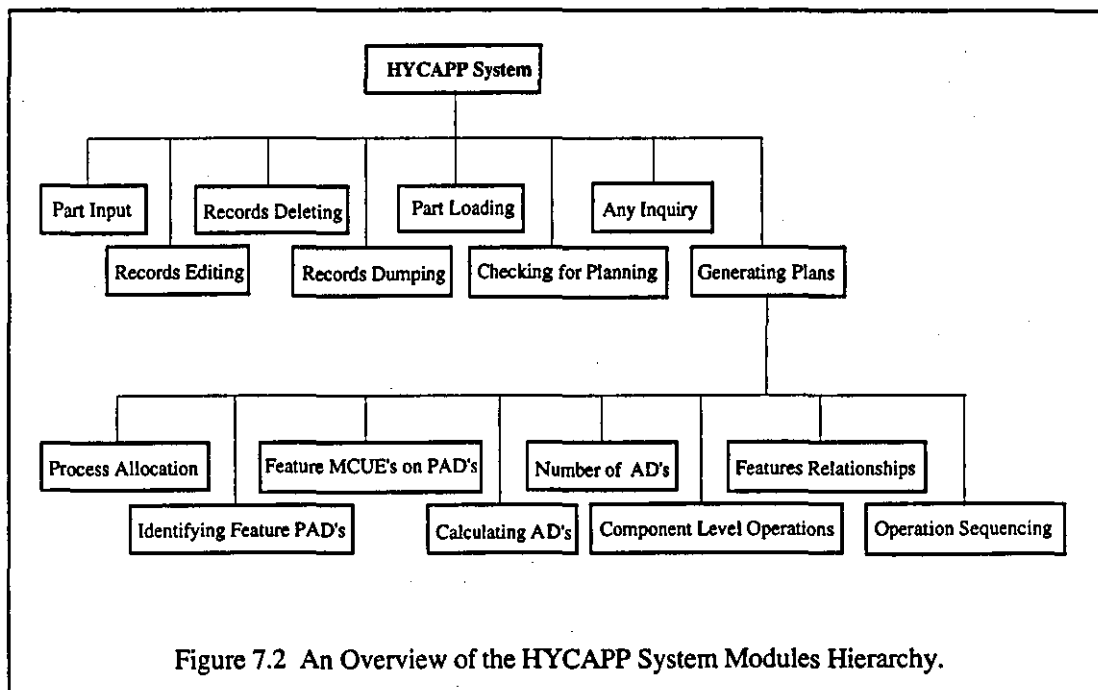 HYCAPP System
Part Input
Records Deleting
Part Loading
Any Inquiry
Records Editing
Records Dumping
Checking for Planning
Generating Plans
Process Allocation
Feature MCUE's on PAD's
Number of AD's
Features Relationships
Identifying Feature PAD's
Calculating AD's
Component Level Operations
Operation Sequencing
Figure 7.2 An Overview of the HYCAPP System Modules Hierarchy.